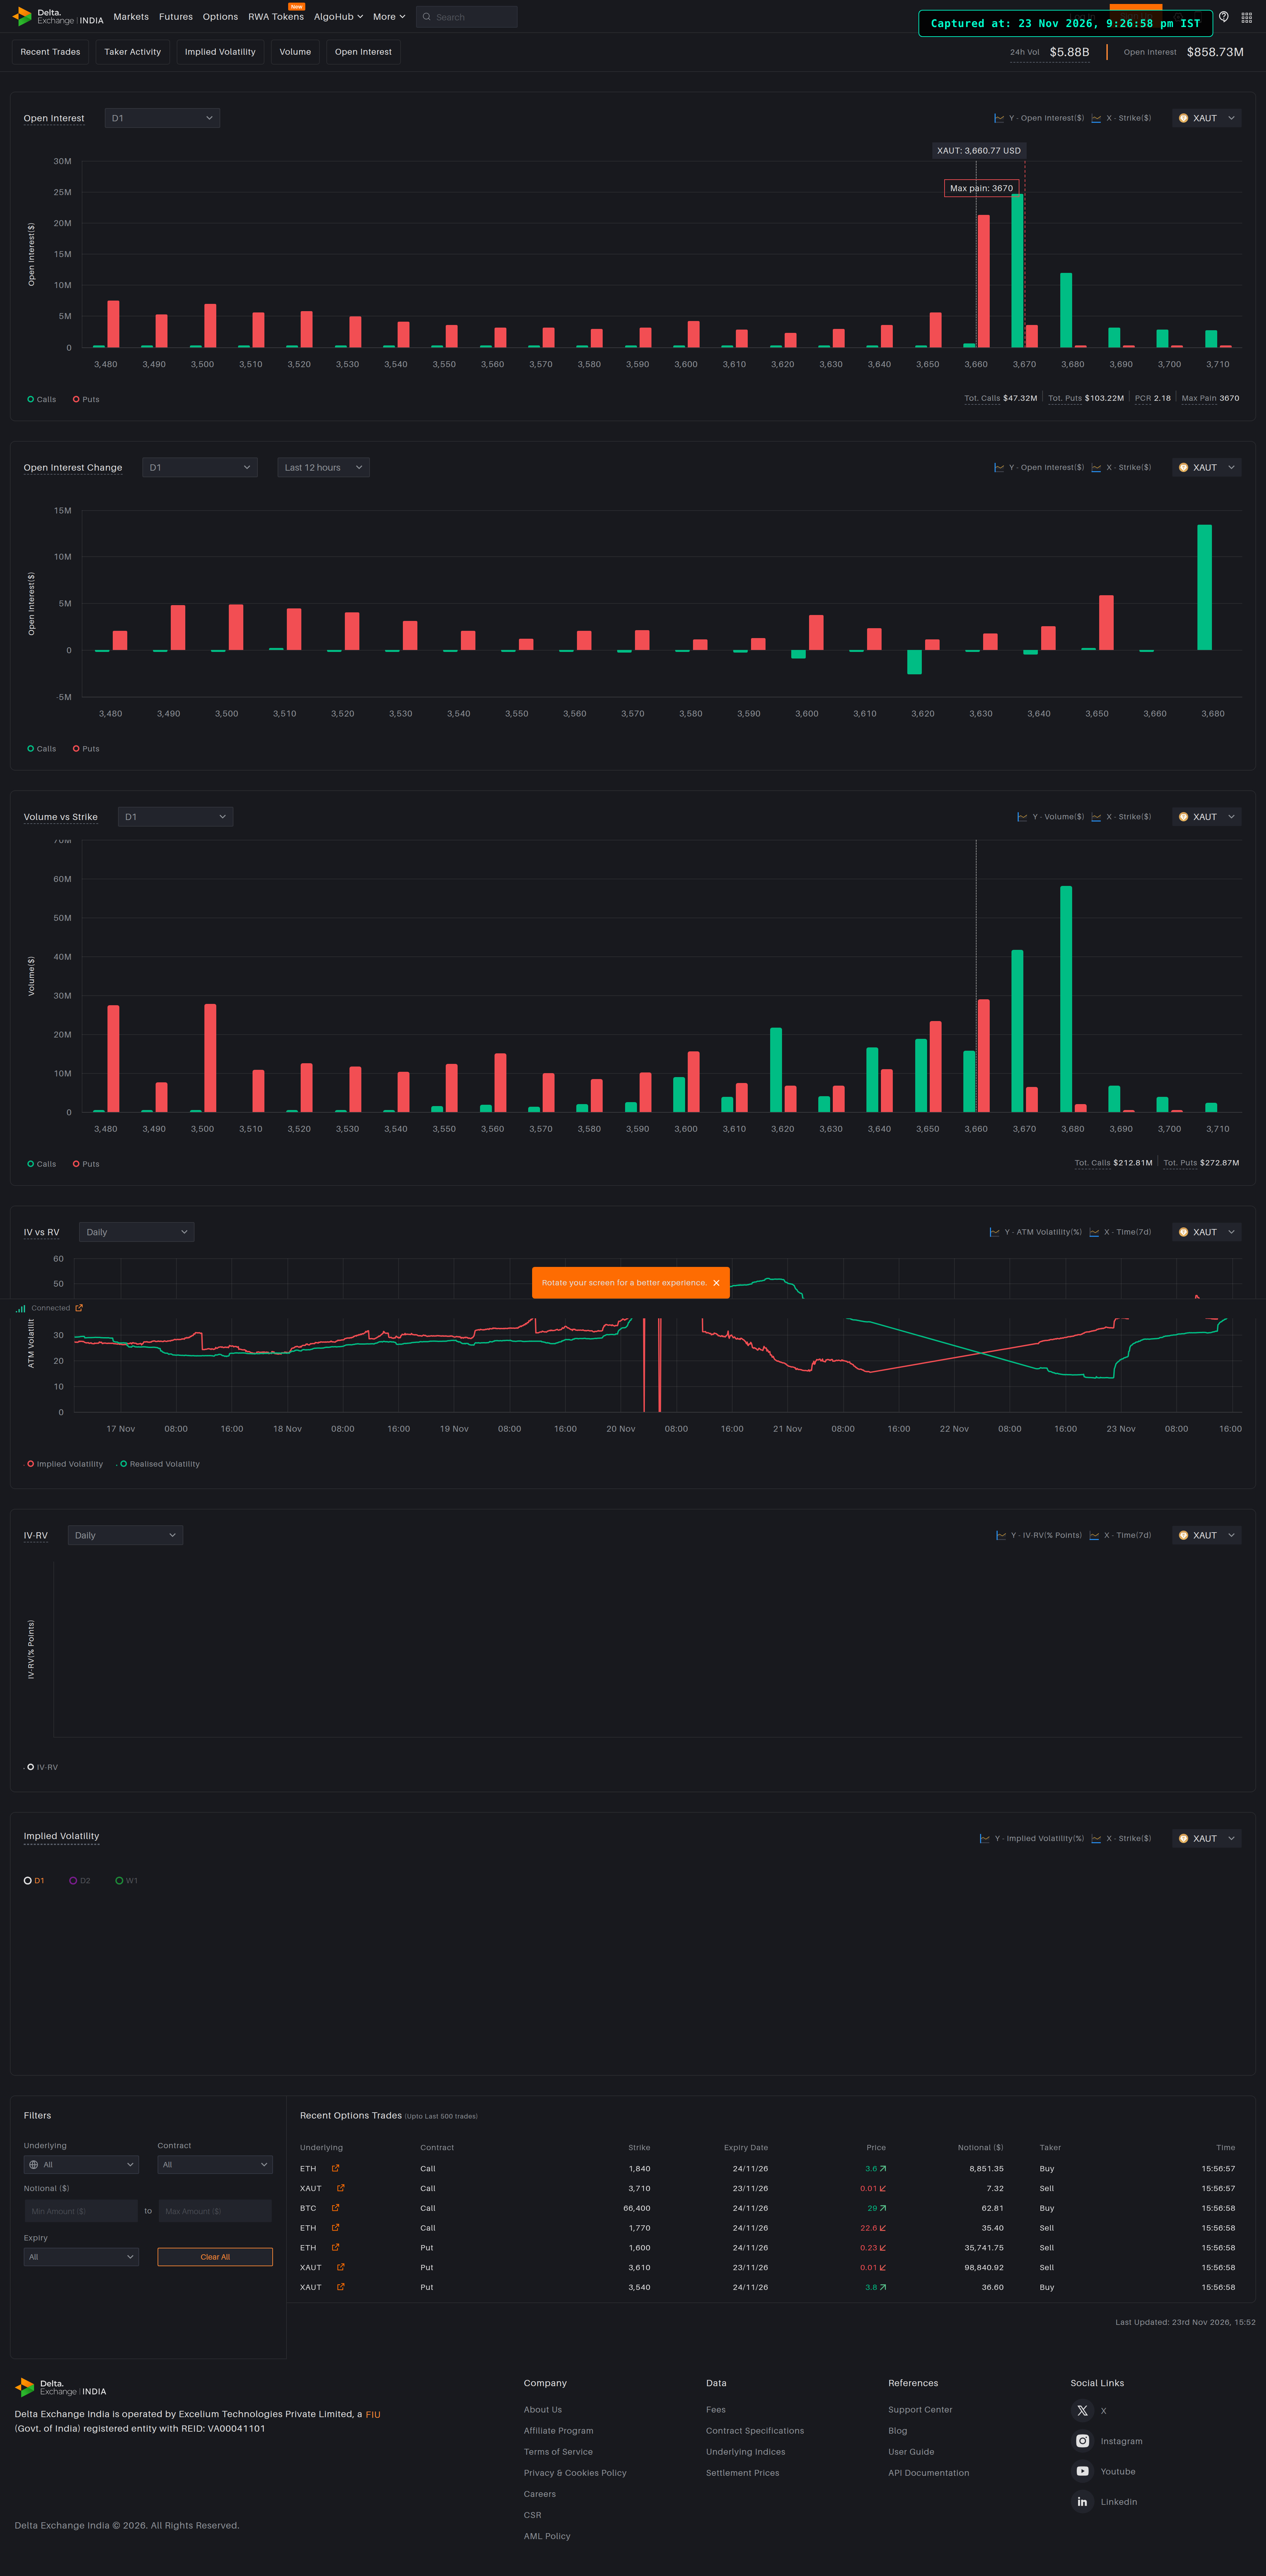 Delta.
Exchange | INDIA
Markets Futures Options RWA Tokens New AlgoHub More Search
Captured at: 23 Nov 2026, 9:26:58 pm IST
Recent Trades Taker Activity Implied Volatility Volume Open Interest
24h Vol $5.88B Open Interest $858.73M
Open Interest D1 Y - Open Interest($) X - Strike($) XAUT
XAUT: 3,660.77 USD
Max pain: 3670
30M
25M
20M
15M
10M
5M
0
Open Interest($)
3,480 3,490 3,500 3,510 3,520 3,530 3,540 3,550 3,560 3,570 3,580 3,590 3,600 3,610 3,620 3,630 3,640 3,650 3,660 3,670 3,680 3,690 3,700 3,710
Calls Puts
Tot. Calls $47.32M Tot. Puts $103.22M PCR 2.18 Max Pain 3670
Open Interest Change D1 Last 12 hours Y - Open Interest($) X - Strike($) XAUT
15M
10M
5M
0
-5M
Open Interest($)
3,480 3,490 3,500 3,510 3,520 3,530 3,540 3,550 3,560 3,570 3,580 3,590 3,600 3,610 3,620 3,630 3,640 3,650 3,660 3,680
Calls Puts
Volume vs Strike D1 Y - Volume($) X - Strike($) XAUT
70M
60M
50M
40M
30M
20M
10M
0
Volume($)
3,480 3,490 3,500 3,510 3,520 3,530 3,540 3,550 3,560 3,570 3,580 3,590 3,600 3,610 3,620 3,630 3,640 3,650 3,660 3,670 3,680 3,690 3,700 3,710
Calls Puts
Tot. Calls $212.81M Tot. Puts $272.87M
IV vs RV Daily Y - ATM Volatility(%) X - Time(7d) XAUT
60
50
Rotate your screen for a better experience.
Connected
30
20
10
0
ATM Volatilit
17 Nov 08:00 16:00 18 Nov 08:00 16:00 19 Nov 08:00 16:00 20 Nov 08:00 16:00 21 Nov 08:00 16:00 22 Nov 08:00 16:00 23 Nov 08:00 16:00
Implied Volatility Realised Volatility
IV-RV Daily Y - IV-RV(% Points) X - Time(7d) XAUT
IV-RV(% Points)
IV-RV
Implied Volatility Y - Implied Volatility(%) X - Strike($) XAUT
D1 D2 W1
Filters
Underlying Contract
All All
Notional ($)
Min Amount ($) to Max Amount ($)
Expiry
All Clear All
Recent Options Trades (Upto Last 500 trades)
Underlying Contract Strike Expiry Date Price Notional ($) Taker Time
ETH Call 1,840 24/11/26 3.6 8,851.35 Buy 15:56:57
XAUT Call 3,710 23/11/26 0.01 7.32 Sell 15:56:57
BTC Call 66,400 24/11/26 29 62.81 Buy 15:56:58
ETH Call 1,770 24/11/26 22.6 35.40 Sell 15:56:58
ETH Put 1,600 24/11/26 0.23 35,741.75 Sell 15:56:58
XAUT Put 3,610 23/11/26 0.01 98,840.92 Sell 15:56:58
XAUT Put 3,540 24/11/26 3.8 36.60 Buy 15:56:58
Last Updated: 23rd Nov 2026, 15:52
Delta.
Exchange | INDIA
Delta Exchange India is operated by Excelium Technologies Private Limited, a FIU
(Govt. of India) registered entity with REID: VA00041101
Delta Exchange India © 2026. All Rights Reserved.
Company
About Us
Affiliate Program
Terms of Service
Privacy & Cookies Policy
Careers
CSR
AML Policy
Data
Fees
Contract Specifications
Underlying Indices
Settlement Prices
References
Support Center
Blog
User Guide
API Documentation
Social Links
X
Instagram
Youtube
Linkedin